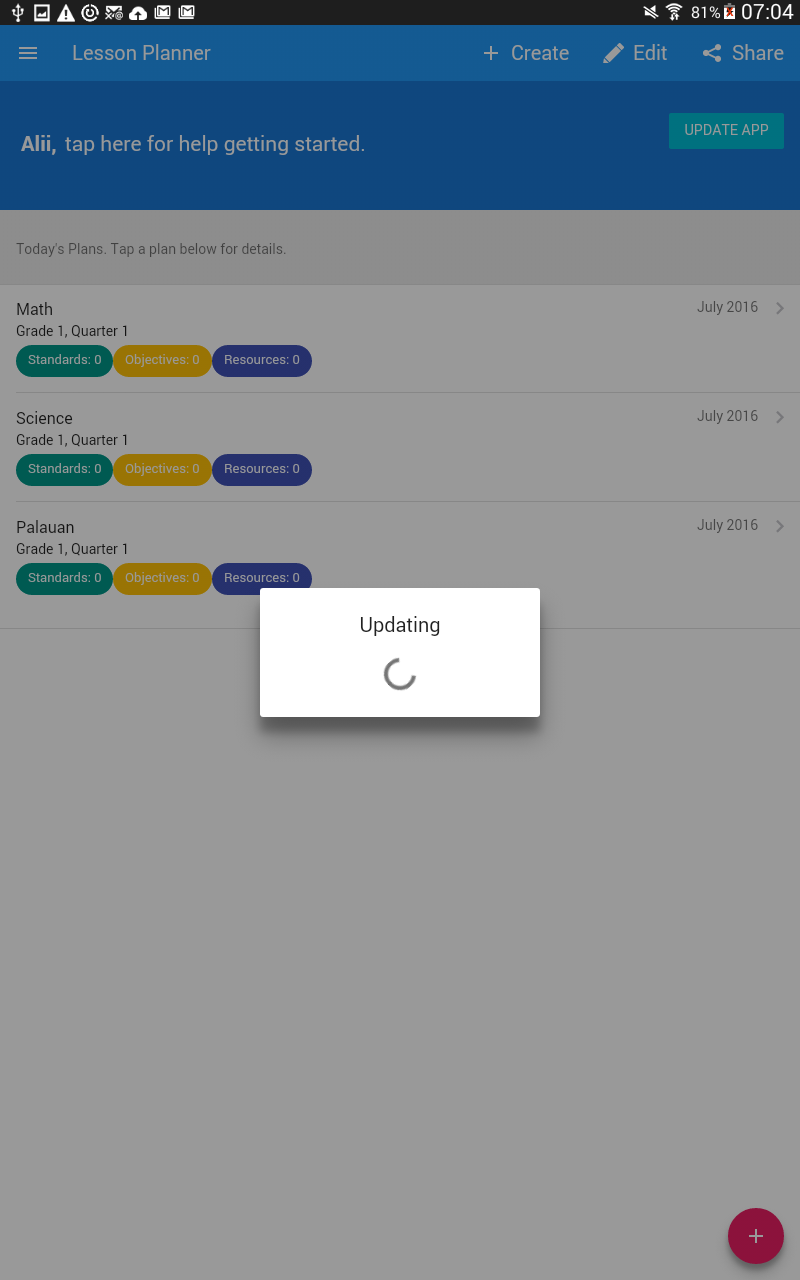 81% 07:04
Lesson Planner + Create Edit Share
UPDATE APP
Alii, tap here for help getting started.
Today's Plans. Tap a plan below for details.
Math July 2016
Grade 1, Quarter 1
Standards: 0 Objectives: 0 Resources: 0
Science July 2016
Grade 1, Quarter 1
Standards: 0 Objectives: 0 Resources: 0
Palauan July 2016
Grade 1, Quarter 1
Standards: 0 Objectives: 0 Resources: 0
Updating
+